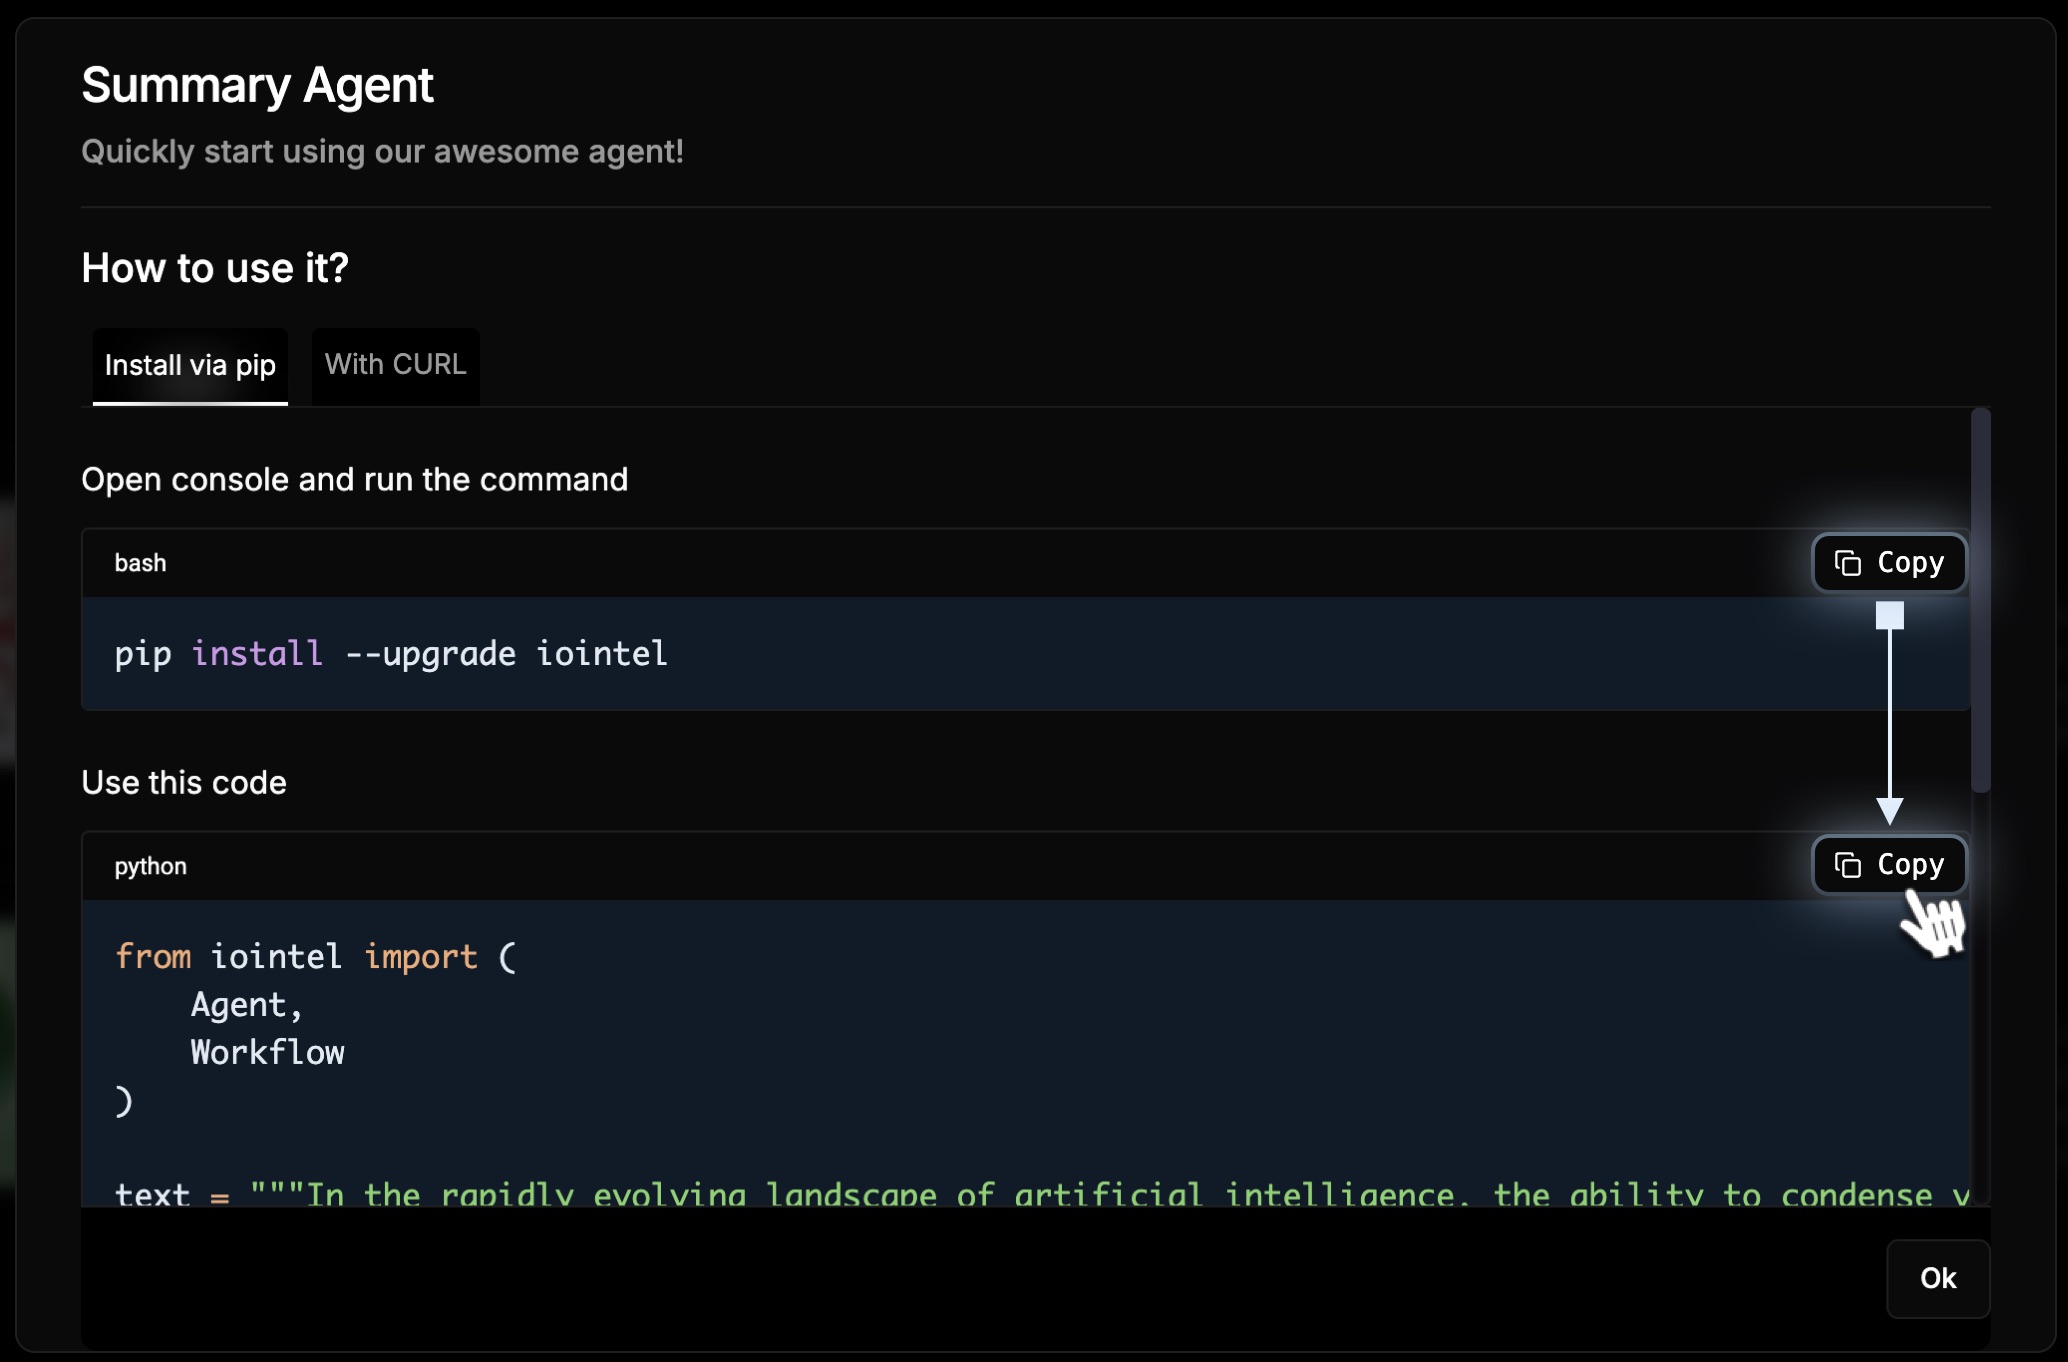 Summary Agent
Quickly start using our awesome agent!
How to use it?
Install via pip
With CURL
Open console and run the command
bash
Copy
pip install --upgrade iointel
Use this code
python
Copy
from iointel import (
    Agent,
    Workflow
)
text = """In the rapidly evolving landscape of artificial intelligence, the ability to condense
Ok